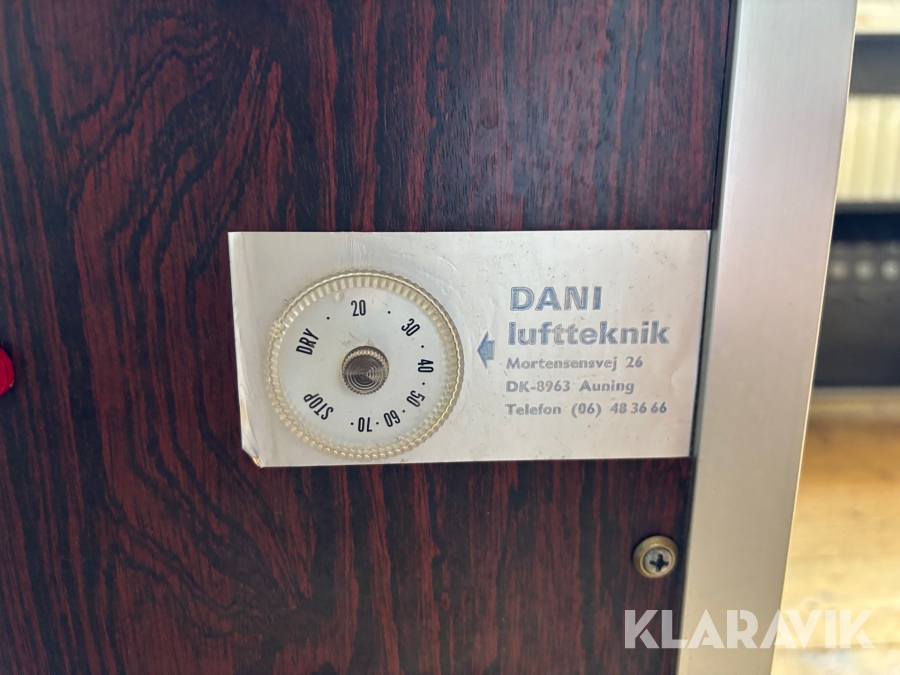 DRY · 20 · 30 · 40 · 50 · 60 · 70 · STOP
DANI
luftteknik
Mortensensvej 26
DK-8963 Auning
Telefon (06) 48 36 66
KLARAVIK